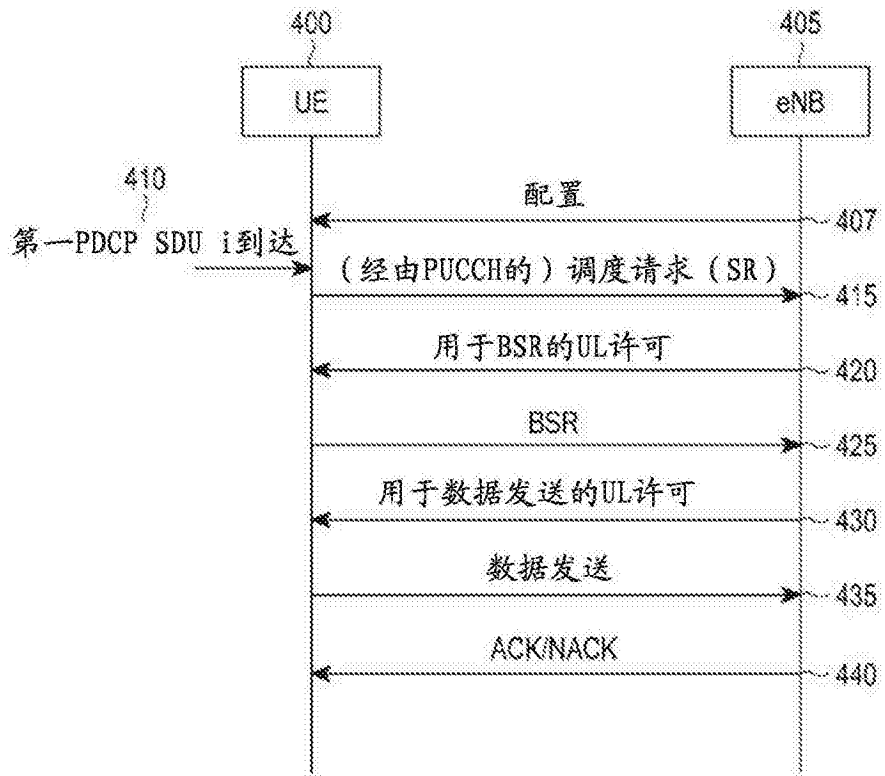 400
405
UE
eNB
410
配置
407
第一PDCP SDU i到达
(经由PUCCH的)调度请求(SR)
415
用于BSR的UL许可
420
BSR
425
用于数据发送的UL许可
430
数据发送
435
ACK/NACK
440